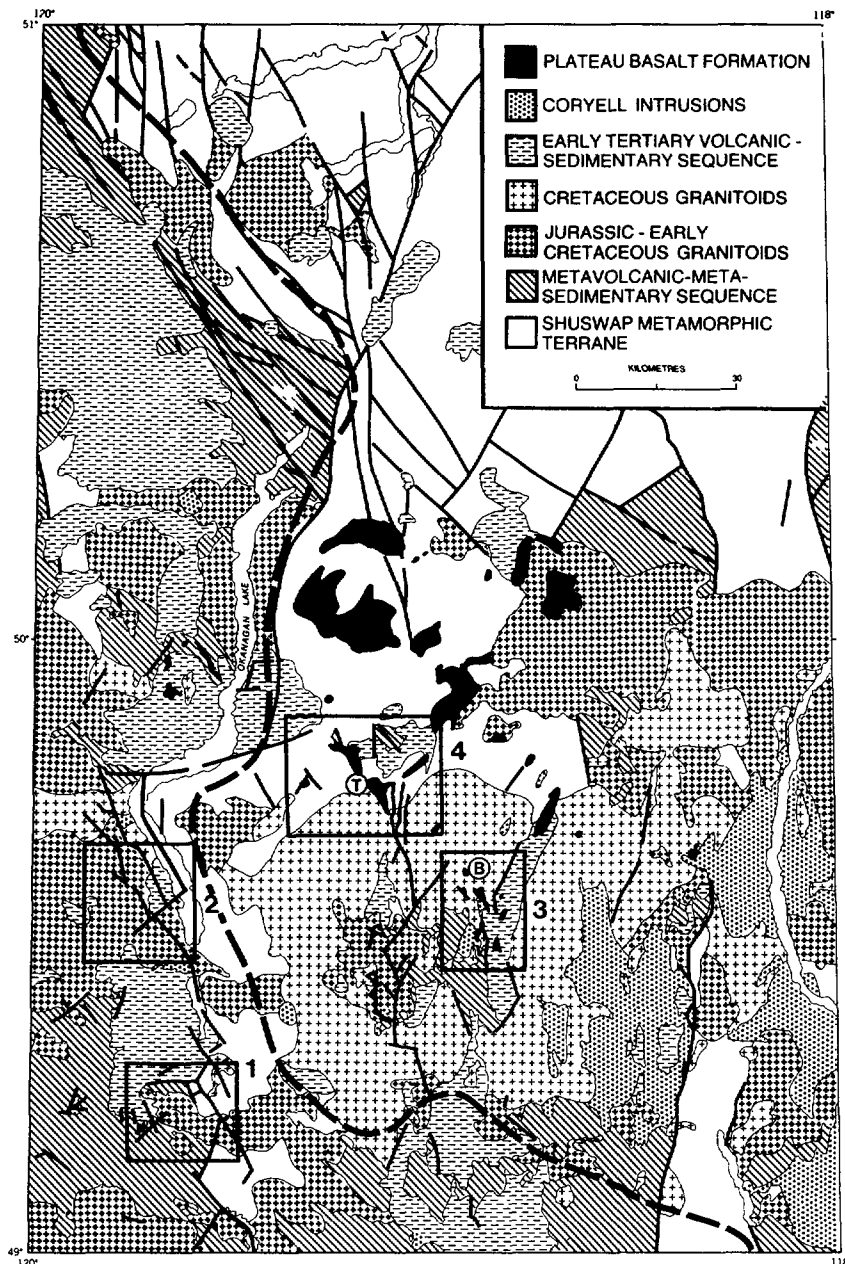 120°
118°
51°
PLATEAU BASALT FORMATION
CORYELL INTRUSIONS
EARLY TERTIARY VOLCANIC -
SEDIMENTARY SEQUENCE
CRETACEOUS GRANITOIDS
JURASSIC - EARLY
CRETACEOUS GRANITOIDS
METAVOLCANIC-META-
SEDIMENTARY SEQUENCE
SHUSWAP METAMORPHIC
TERRANE
KILOMETRES
0 30
OKANAGAN LAKE
50°
4
T
B
2
3
1
49°
120°
118